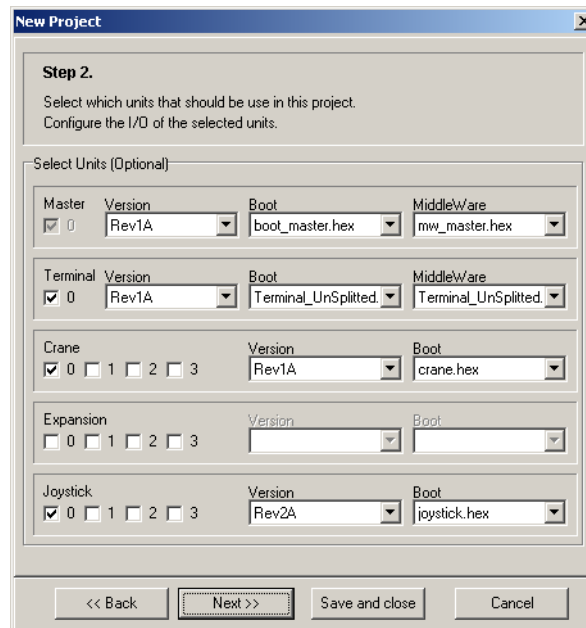 New Project
Step 2.
Select which units that should be use in this project.
Configure the I/O of the selected units.
Select Units (Optional)
Master Version Boot MiddleWare
0 Rev1A boot_master.hex mw_master.hex
Terminal Version Boot MiddleWare
0 Rev1A Terminal_UnSplitted. Terminal_UnSplitted.
Crane Version Boot
0 1 2 3 Rev1A crane.hex
Expansion Version Boot
0 1 2 3
Joystick Version Boot
0 1 2 3 Rev2A joystick.hex
<< Back Next >> Save and close Cancel